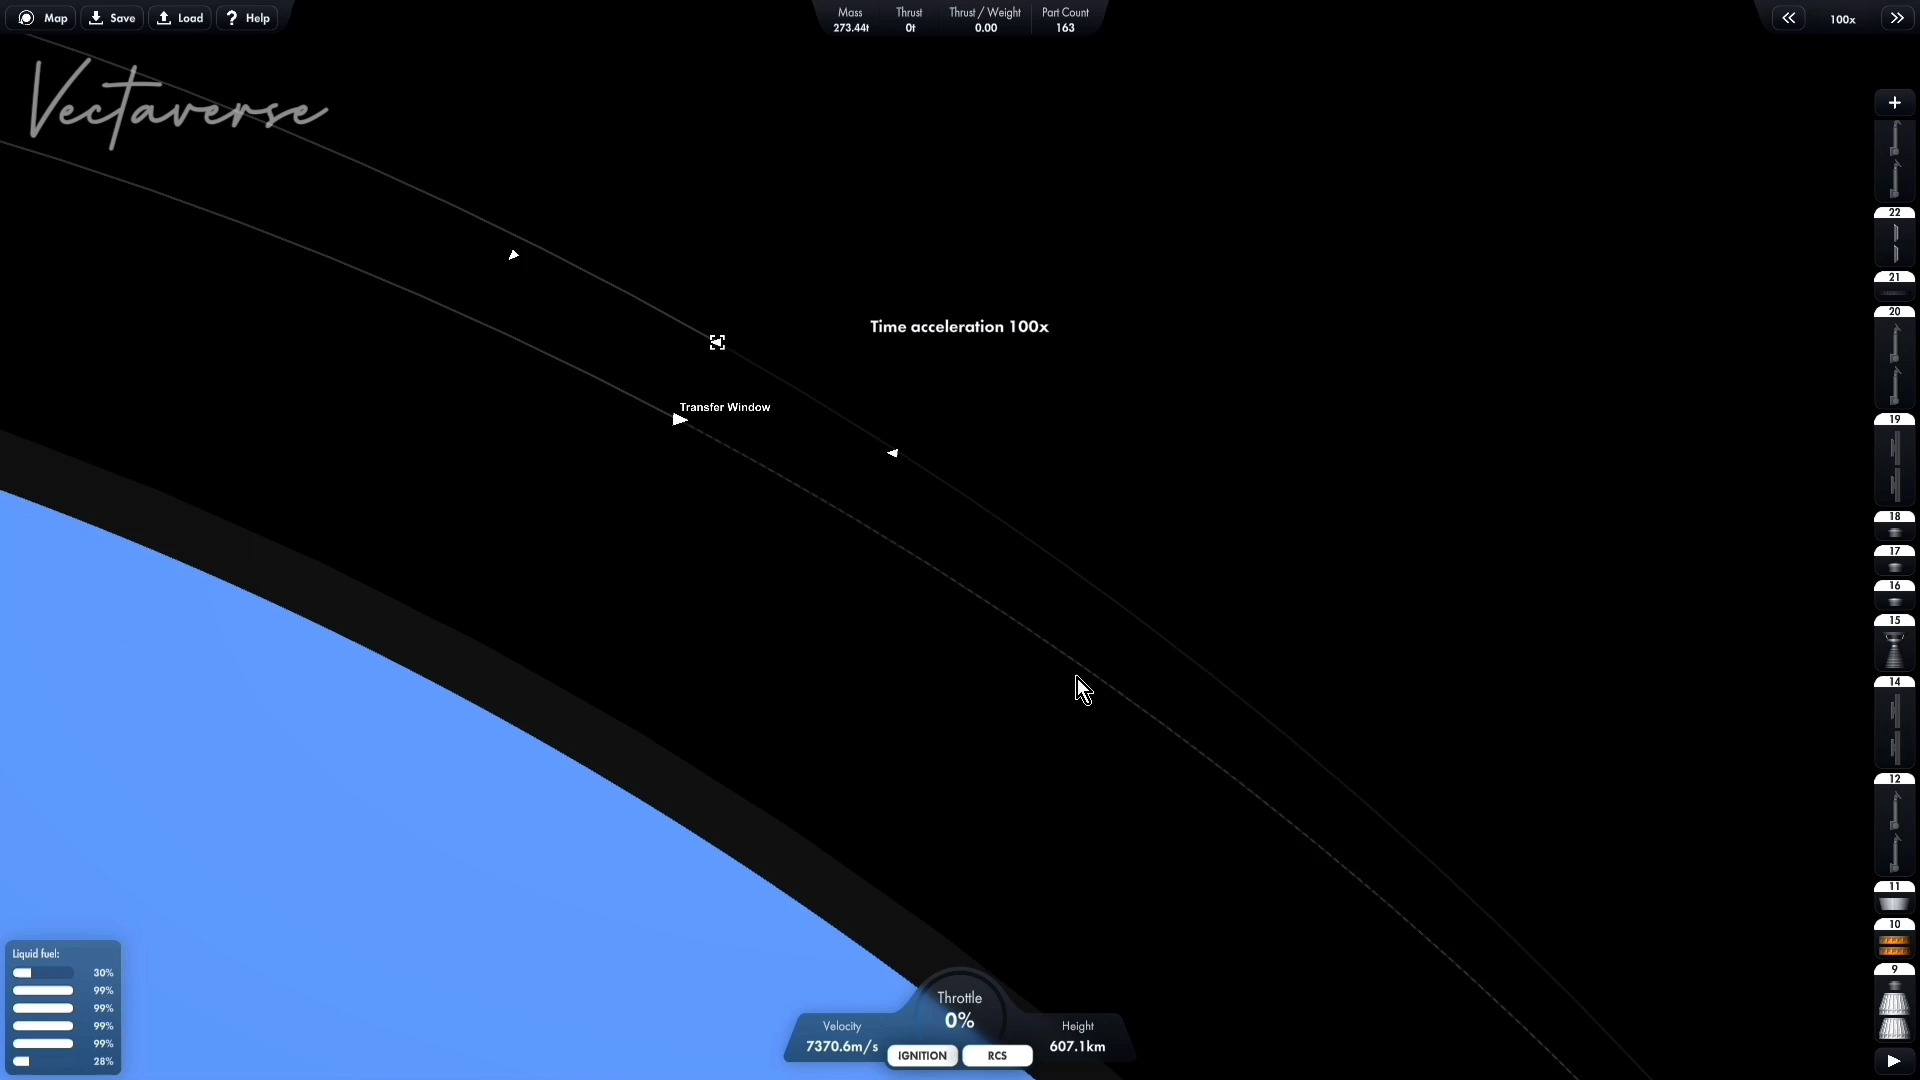 Map
Save
Load
? Help
Mass
273.44t
Thrust
0t
Thrust / Weight
0.00
Part Count
163
100x
Vectaverse
Time acceleration 100x
Transfer Window
22
21
20
19
18
17
16
15
14
12
11
10
9
Liquid fuel:
30%
99%
99%
99%
99%
28%
Throttle
0%
Velocity
7370.6m/s
IGNITION
RCS
Height
607.1km